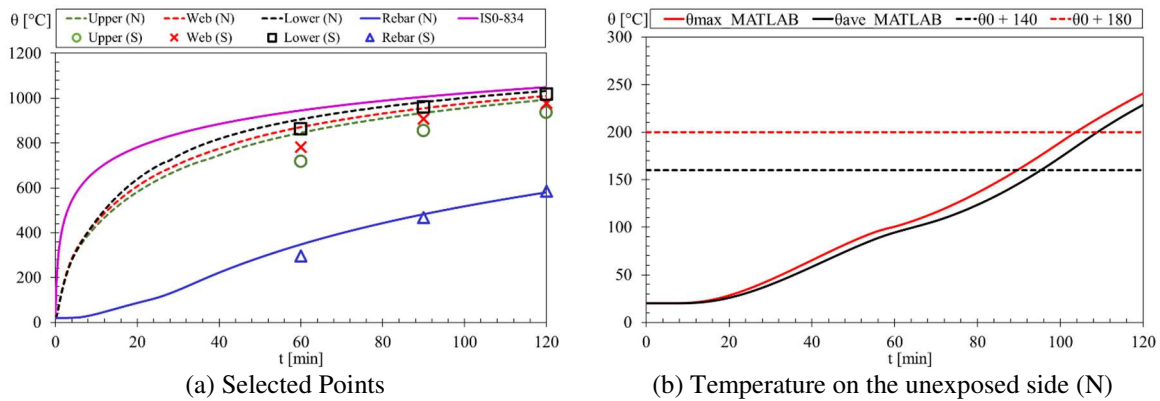 Upper (N) Web (N) Lower (N) Rebar (N) IS0-834
Upper (S) Web (S) Lower (S) Rebar (S)
θ [°C]
1200
1000
800
600
400
200
0
0 20 40 60 80 100 120
t [min]
(a) Selected Points
θmax_MATLAB θave_MATLAB θ0 + 140 θ0 + 180
θ [°C]
300
250
200
150
100
50
0
0 20 40 60 80 100 120
t [min]
(b) Temperature on the unexposed side (N)